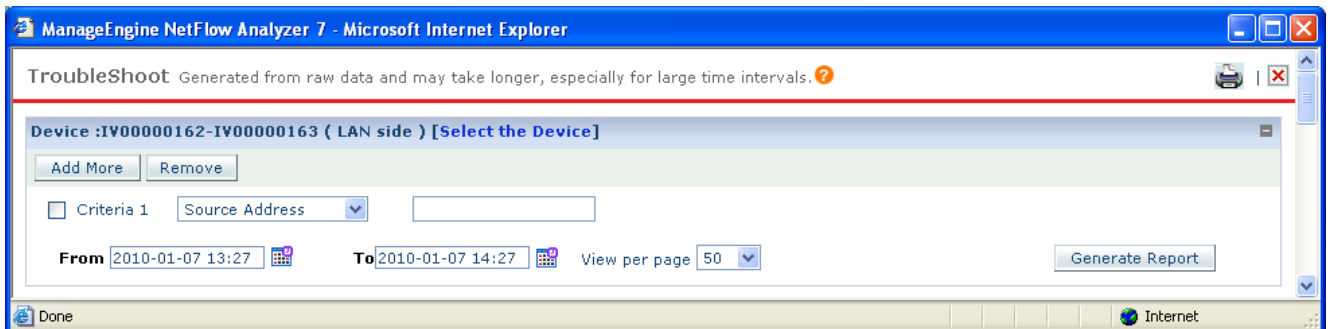 ManageEngine NetFlow Analyzer 7 - Microsoft Internet Explorer
TroubleShoot Generated from raw data and may take longer, especially for large time intervals. ?
Device :IV00000162-IV00000163 ( LAN side ) [Select the Device]
Add More Remove
Criteria 1 Source Address
From 2010-01-07 13:27 To 2010-01-07 14:27 View per page 50 Generate Report
Done Internet